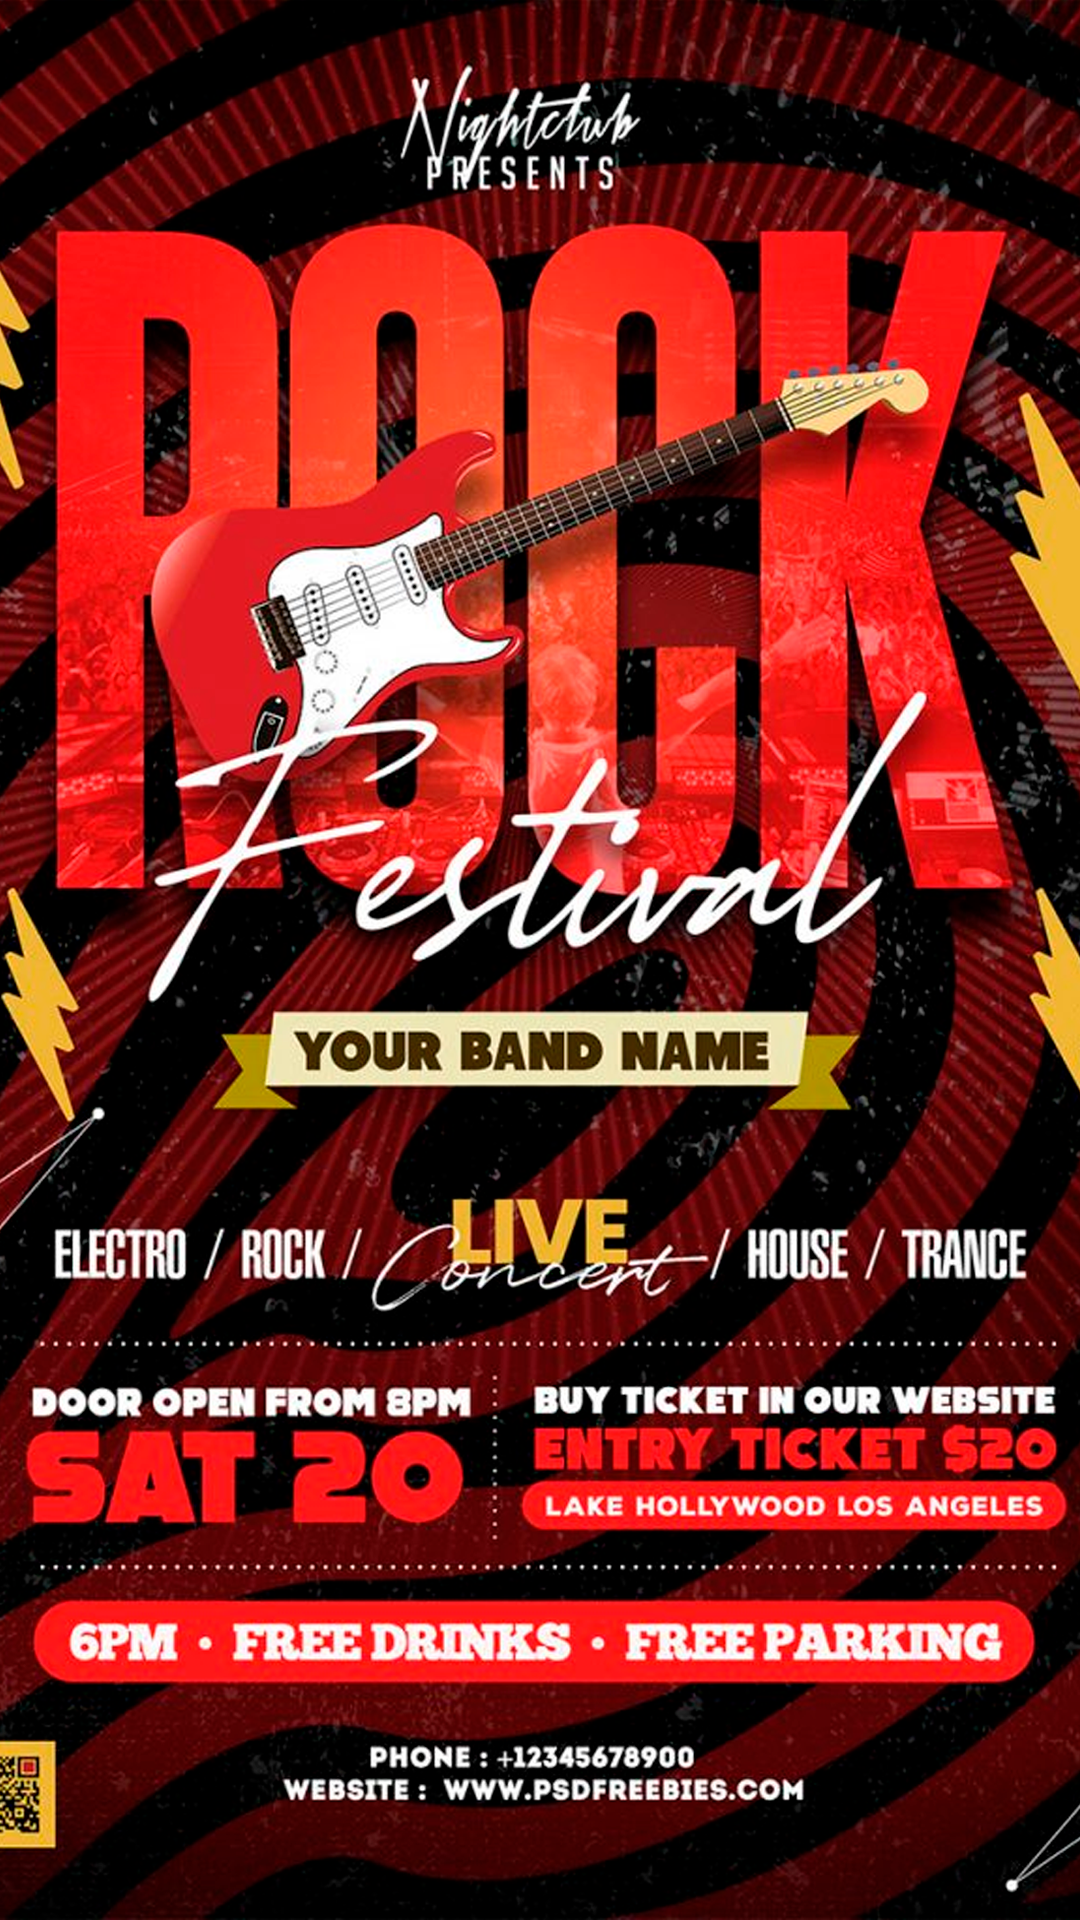 Nightclub
PRESENTS
ROCK
Festival
YOUR BAND NAME
ELECTRO / ROCK / LIVE Concert / HOUSE / TRANCE
DOOR OPEN FROM 8PM
SAT 20
BUY TICKET IN OUR WEBSITE
ENTRY TICKET $20
LAKE HOLLYWOOD LOS ANGELES
6PM • FREE DRINKS • FREE PARKING
PHONE : +12345678900
WEBSITE : WWW.PSDFREEBIES.COM